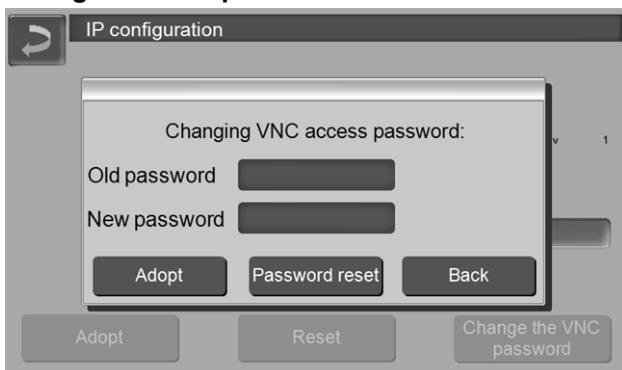 IP configuration
v 1
Changing VNC access password:
Old password
New password
Adopt Password reset Back
Adopt Reset Change the VNC
password